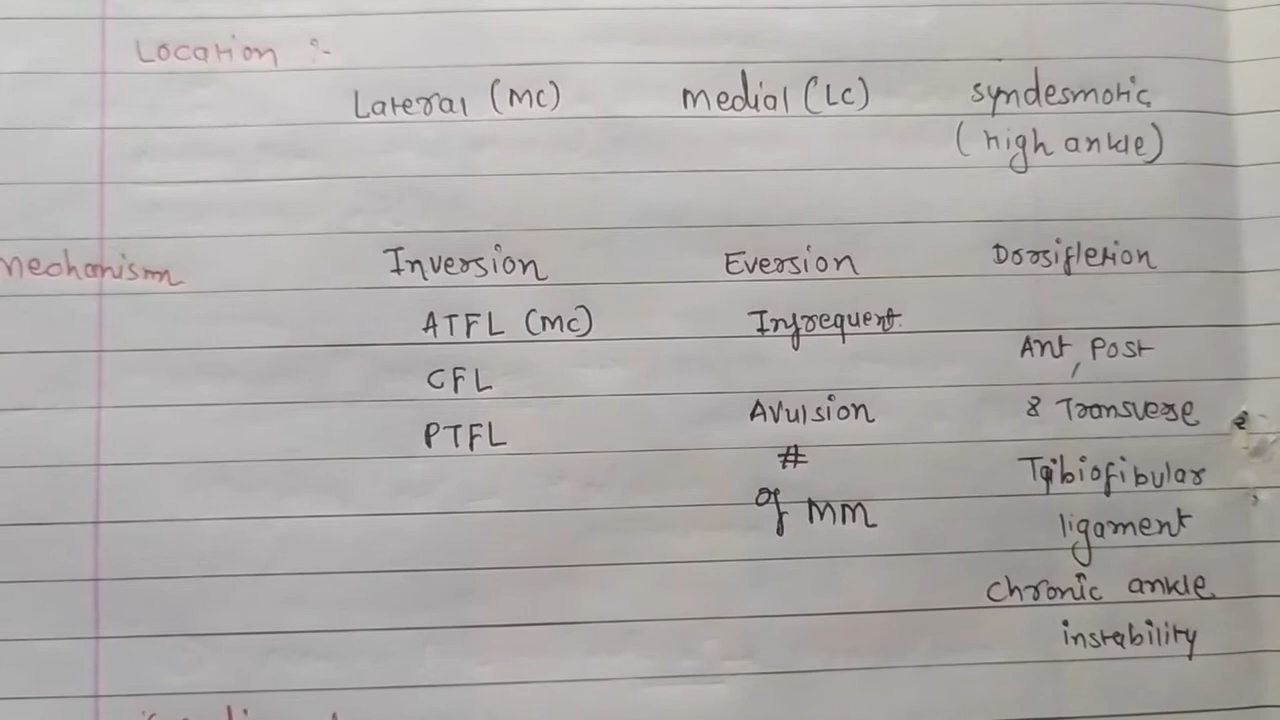 Location :-
Lateral (MC) medial (LC) syndesmotic
(high ankle)
mechanism Inversion Eversion Dorsiflexion
ATFL (MC) Infrequent.
Ant, Post
CFL
Avulsion & Transverse
PTFL
# Tibiofibular
of MM ligament
chronic ankle
instability